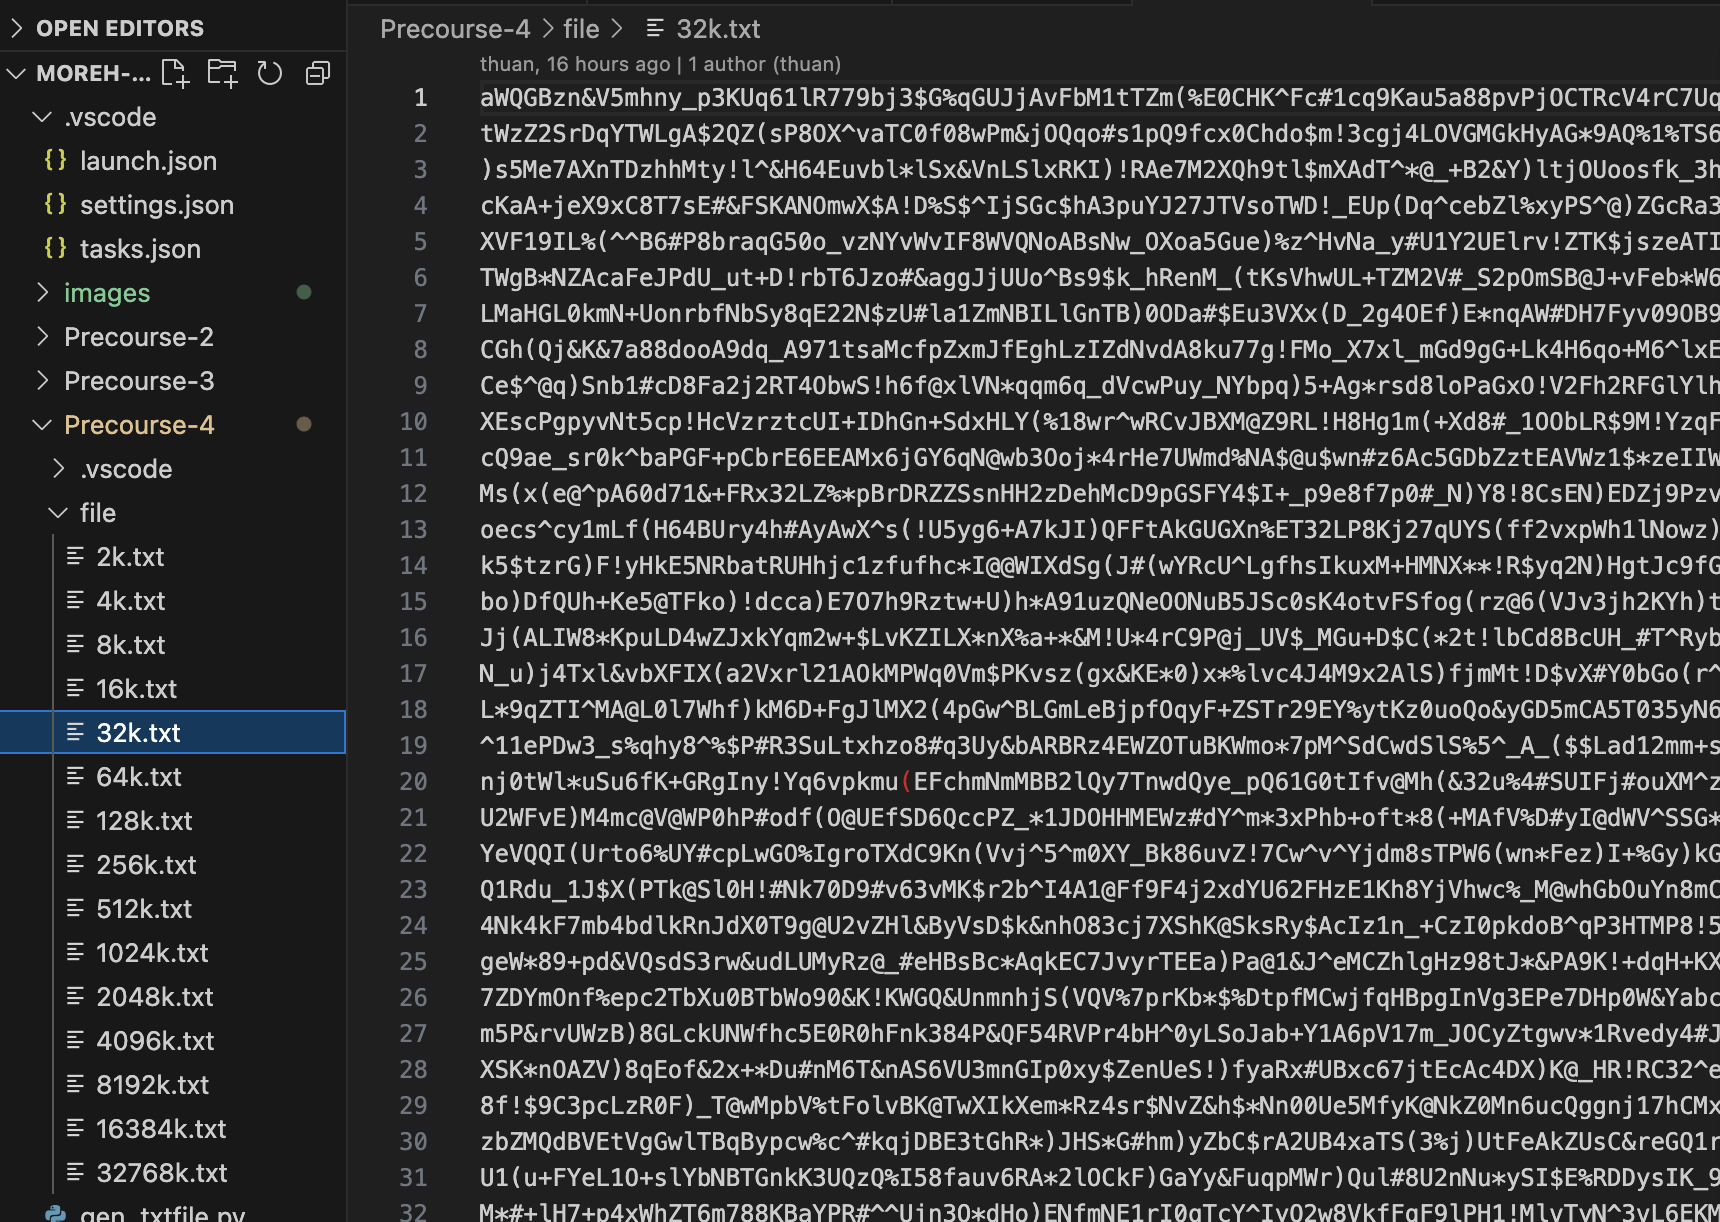 OPEN EDITORS
MOREH-...
.vscode
{} launch.json
{} settings.json
{} tasks.json
images
Precourse-2
Precourse-3
Precourse-4
.vscode
file
2k.txt
4k.txt
8k.txt
16k.txt
32k.txt
64k.txt
128k.txt
256k.txt
512k.txt
1024k.txt
2048k.txt
4096k.txt
8192k.txt
16384k.txt
32768k.txt
gen_txtfile.py
Precourse-4 > file > 32k.txt
thuan, 16 hours ago | 1 author (thuan)
1 aWQGBzn&V5mhny_p3KUq61lR779bj3$G%qGUJjAvFbM1tTZm(%E0CHK^Fc#1cq9Kau5a88pvPjOCTRcV4rC7Uq
2 tWzZ2SrDqYTWLgA$2QZ(sP8OX^vaTC0f08wPm&jOQqo#s1pQ9fcx0Chdo$m!3cgj4LOVGMGkHyAG*9AQ%1%TS6
3 )s5Me7AXnTDzhhMty!l^&H64Euvbl*lSx&VnLSlxRKI)!RAe7M2XQh9tl$mXAdT^*@_+B2&Y)ltjOUoosfk_3h
4 cKaA+jeX9xC8T7sE#&FSKANOmwX$A!D%S$^IjSGc$hA3puYJ27JTVsoTWD!_EUp(Dq^cebZl%xyPS^@)ZGcRa3
5 XVF19IL%(^^B6#P8braqG50o_vzNYvWvIF8WVQNoABsNw_OXoa5Gue)%z^HvNa_y#U1Y2UElrv!ZTK$jszeATI
6 TWgB*NZAcaFeJPdU_ut+D!rbT6Jzo#&aggJjUUo^Bs9$k_hRenM_(tKsVhwUL+TZM2V#_S2pOmSB@J+vFeb*W6
7 LMaHGL0kmN+UonrbfNbSy8qE22N$zU#la1ZmNBILlGnTB)0ODa#$Eu3VXx(D_2g4OEf)E*nqAW#DH7Fyv09OB9
8 CGh(Qj&K&7a88dooA9dq_A971tsaMcfpZxmJfEghLzIZdNvdA8ku77g!FMo_X7xl_mGd9gG+Lk4H6qo+M6^lxE
9 Ce$^@q)Snb1#cD8Fa2j2RT4ObwS!h6f@xlVN*qqm6q_dVcwPuy_NYbpq)5+Ag*rsd8loPaGxO!V2Fh2RFGlYlh
10 XEscPgpyvNt5cp!HcVzrztcUI+IDhGn+SdxHLY(%18wr^wRCvJBXM@Z9RL!H8Hg1m(+Xd8#_1OObLR$9M!YzqF
11 cQ9ae_sr0k^baPGF+pCbrE6EEAMx6jGY6qN@wb3Ooj*4rHe7UWmd%NA$@u$wn#z6Ac5GDbZztEAVWz1$*zeIIW
12 Ms(x(e@^pA60d71&+FRx32LZ%*pBrDRZZSsnHH2zDehMcD9pGSFY4$I+_p9e8f7p0#_N)Y8!8CsEN)EDZj9Pzv
13 oecs^cy1mLf(H64BUry4h#AyAwX^s(!U5yg6+A7kJI)QFFtAkGUGXn%ET32LP8Kj27qUYS(ff2vxpWh1lNowz)
14 k5$tzrG)F!yHkE5NRbatRUHhjc1zfufhc*I@@WIXdSg(J#(wYRcU^LgfhsIkuxM+HMNX**!R$yq2N)HgtJc9fG
15 bo)DfQUh+Ke5@TFko)!dcca)E7O7h9Rztw+U)h*A91uzQNeOONuB5JSc0sK4otvFSfog(rz@6(VJv3jh2KYh)t
16 Jj(ALIW8*KpuLD4wZJxkYqm2w+$LvKZILX*nX%a+*&M!U*4rC9P@j_UV$_MGu+D$C(*2t!lbCd8BcUH_#T^Ryb
17 N_u)j4Txl&vbXFIX(a2Vxrl21AOkMPWq0Vm$PKvsz(gx&KE*0)x*%lvc4J4M9x2AlS)fjmMt!D$vX#Y0bGo(r^
18 L*9qZTI^MA@L0l7Whf)kM6D+FgJlMX2(4pGw^BLGmLeBjpfOqyF+ZSTr29EY%ytKz0uoQo&yGD5mCA5T035yN6
19 ^11ePDw3_s%qhy8^%$P#R3SuLtxhzo8#q3Uy&bARBRz4EWZOTuBKWmo*7pM^SdCwdSlS%5^_A_($$Lad12mm+s
20 nj0tWl*uSu6fK+GRgIny!Yq6vpkmu(EFchmNmMBB2lQy7TnwdQye_pQ61G0tIfv@Mh(&32u%4#SUIFj#ouXM^z
21 U2WFvE)M4mc@V@WP0hP#odf(O@UEfSD6QccPZ_*1JDOHHMEWz#dY^m*3xPhb+oft*8(+MAfV%D#yI@dWV^SSG*
22 YeVQQI(Urto6%UY#cpLwGO%IgroTXdC9Kn(Vvj^5^m0XY_Bk86uvZ!7Cw^v^Yjdm8sTPW6(wn*Fez)I+%Gy)kG
23 Q1Rdu_1J$X(PTk@Sl0H!#Nk70D9#v63vMK$r2b^I4A1@Ff9F4j2xdYU62FHzE1Kh8YjVhwc%_M@whGbOuYn8mC
24 4Nk4kF7mb4bdlkRnJdX0T9g@U2vZHl&ByVsD$k&nhO83cj7XShK@SksRy$AcIz1n_+CzI0pkdoB^qP3HTMP8!5
25 geW*89+pd&VQsdS3rw&udLUMyRz@_#eHBsBc*AqkEC7JvyrTEEa)Pa@1&J^eMCZhlgHz98tJ*&PA9K!+dqH+KX
26 7ZDYmOnf%epc2TbXu0BTbWo90&K!KWGQ&UnmnhjS(VQV%7prKb*$%DtpfMCwjfqHBpgInVg3EPe7DHp0W&Yabc
27 m5P&rvUWzB)8GLckUNWfhc5E0R0hFnk384P&QF54RVPr4bH^0yLSoJab+Y1A6pV17m_JOCyZtgwv*1Rvedy4#J
28 XSK*nOAZV)8qEof&2x+*Du#nM6T&nAS6VU3mnGIp0xy$ZenUeS!)fyaRx#UBxc67jtEcAc4DX)K@_HR!RC32^e
29 8f!$9C3pcLzR0F)_T@wMpbV%tFolvBK@TwXIkXem*Rz4sr$NvZ&h$*Nn00Ue5MfyK@NkZ0Mn6ucQggnj17hCMx
30 zbZMQdBVEtVgGwlTBqBypcw%c^#kqjDBE3tGhR*)JHS*G#hm)yZbC$rA2UB4xaTS(3%j)UtFeAkZUsC&reGQ1r
31 U1(u+FYeL1O+slYbNBTGnkK3UQzQ%I58fauv6RA*2lOCkF)GaYy&FuqpMWr)Qul#8U2nNu*ySI$E%RDDysIK_9
32 M*#+lH7+p4xWhZT6m788KBaYPR#^^Ujn3O*dHo)ENfmNE1rI0gTcY^IvO2w8VkfFgF9lPH1!MlyTyN^3yL6EKM